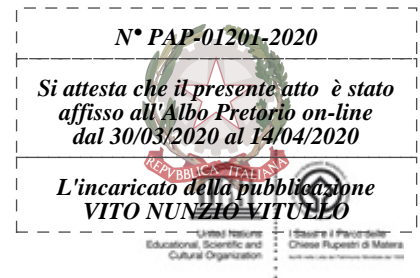 N° PAP-01201-2020
Si attesta che il presente atto è stato
affisso all'Albo Pretorio on-line
dal 30/03/2020 al 14/04/2020
REPVBBLICA ITALIANA
L'incaricato della pubblicazione
VITO NUNZIO VITULLO
United Nations
Educational, Scientific and
Cultural Organization
I Sassi e il Parco delle
Chiese Rupestri di Matera